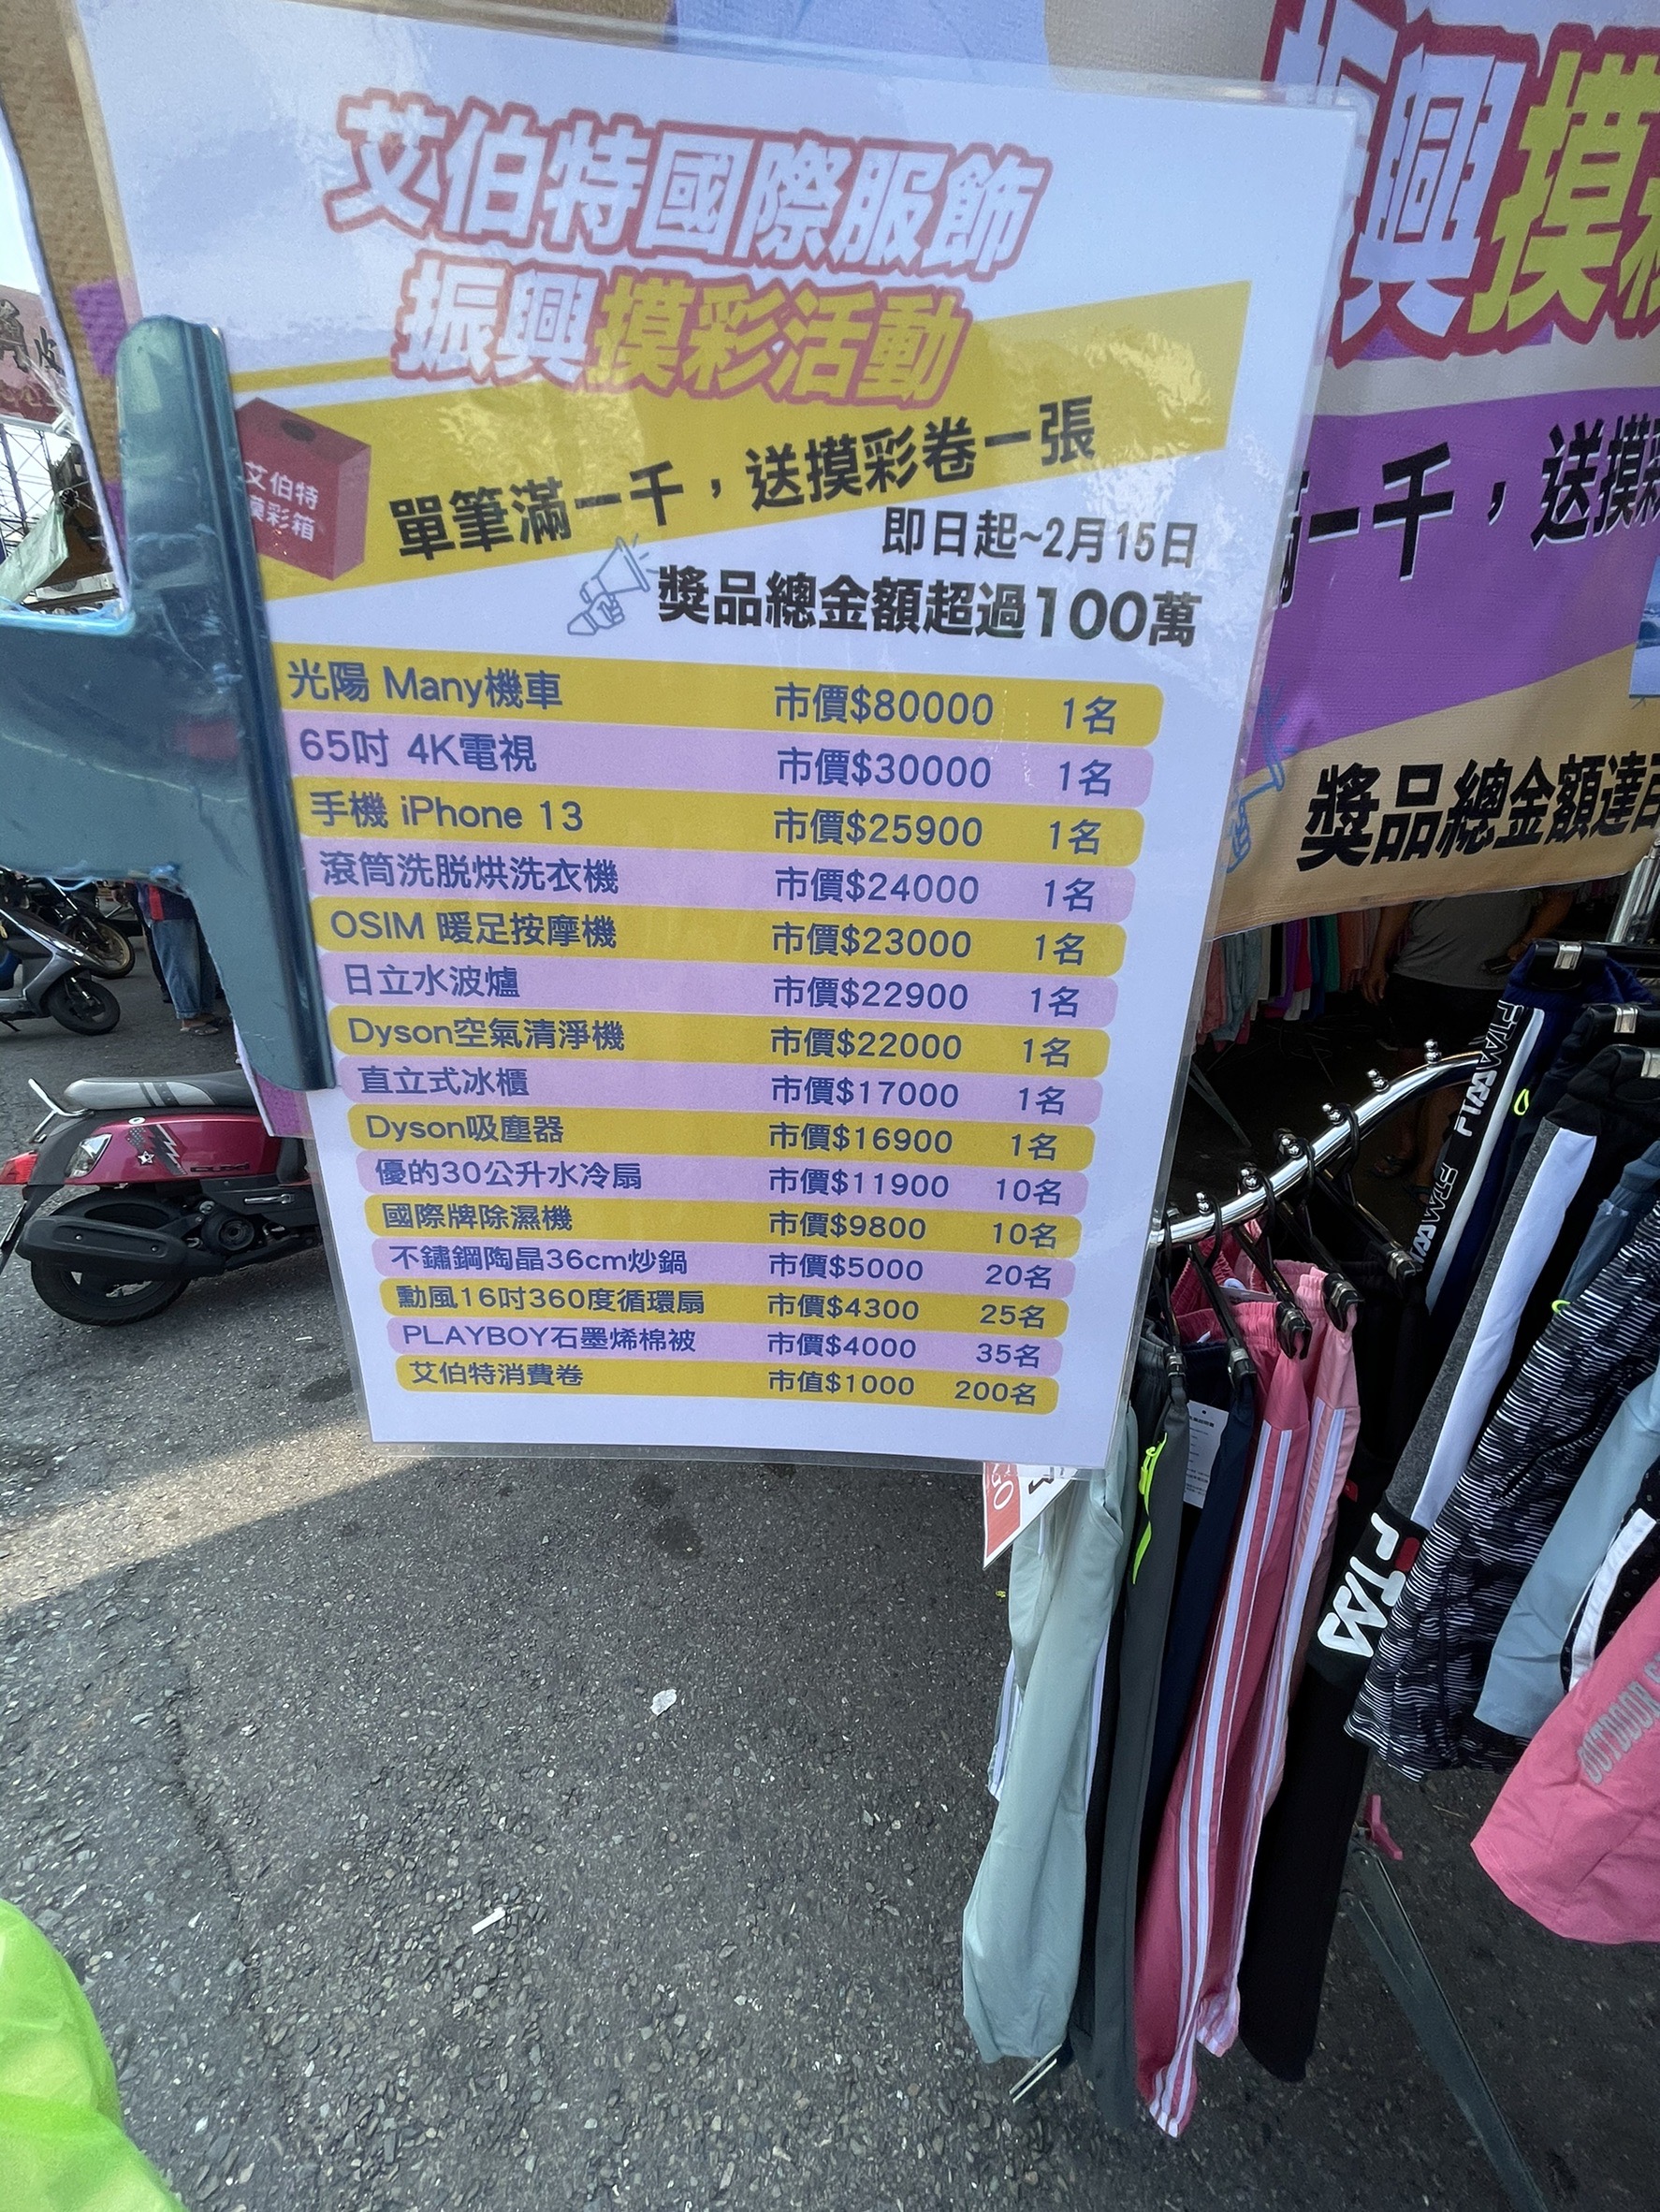 艾伯特國際服飾
振興摸彩活動
艾伯特
摸彩箱
單筆滿一千，送摸彩卷一張
即日起~2月15日
獎品總金額超過100萬
光陽 Many機車 市價$80000 1名
65吋 4K電視 市價$30000 1名
手機 iPhone 13 市價$25900 1名
滾筒洗脫烘洗衣機 市價$24000 1名
OSIM 暖足按摩機 市價$23000 1名
日立水波爐 市價$22900 1名
Dyson空氣清淨機 市價$22000 1名
直立式冰櫃 市價$17000 1名
Dyson吸塵器 市價$16900 1名
優的30公升水冷扇 市價$11900 10名
國際牌除濕機 市價$9800 10名
不鏽鋼陶晶36cm炒鍋 市價$5000 20名
勳風16吋360度循環扇 市價$4300 25名
PLAYBOY石墨烯棉被 市價$4000 35名
艾伯特消費卷 市值$1000 200名
振興摸彩
滿一千，送摸彩
獎品總金額達百
OUTDOOR